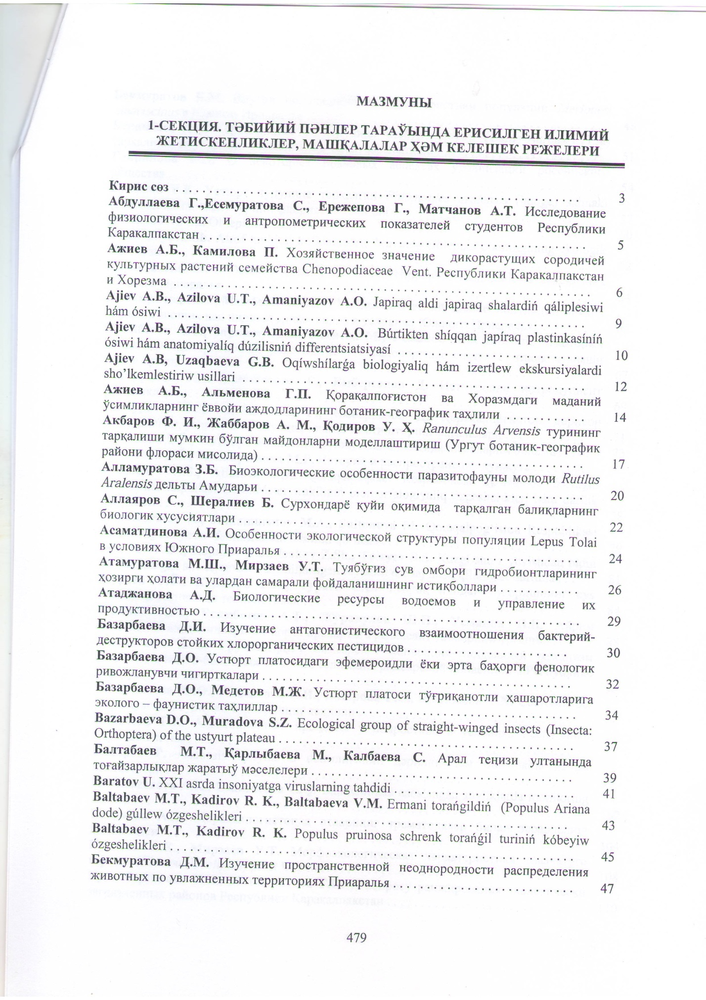 МАЗМУНЫ
1-СЕКЦИЯ. ТӘБИЙИЙ ПӘНЛЕР ТАРАЎЫНДА ЕРИСИЛГЕН ИЛИМИЙ
ЖЕТИСКЕНЛИКЛЕР, МАШҚАЛАЛАР ҲӘМ КЕЛЕШЕК РЕЖЕЛЕРИ
Кирис сөз . . . . . . . . . . . . . . . . . . . . 3
Абдуллаева Г.,Есемуратова С., Ережепова Г., Матчанов А.Т. Исследование
физиологических и антропометрических показателей студентов Республики
Каракалпакстан . . . . . . . . . . . . . . . . . . . . 5
Ажиев А.Б., Камилова П. Хозяйственное значение дикорастущих сородичей
культурных растений семейства Chenopodiaceae Vent. Республики Каракалпакстан
и Хорезма . . . . . . . . . . . . . . . . . . . . 6
Ajiev A.B., Azilova U.T., Amaniyazov A.O. Japiraq aldi japiraq shalardiń qáliplesiwi
hám ósiwi . . . . . . . . . . . . . . . . . . . . 9
Ajiev A.B., Azilova U.T., Amaniyazov A.O. Búrtikten shíqqan japíraq plastinkasíníń
ósiwi hám anatomiyalíq dúzilisniń differentsiatsiyasí . . . . . . . . . . . . . . . . . . . . 10
Ajiev A.B, Uzaqbaeva G.B. Oqíwshílarǵa biologiyaliq hám izertlew ekskursiyalardi
sho’lkemlestiriw usillari . . . . . . . . . . . . . . . . . . . . 12
Ажиев А.Б., Альменова Г.П. Қорақалпоғистон ва Хоразмдаги маданий
ўсимликларнинг ёввойи аждодларининг ботаник-географик таҳлили . . . . . . . . . . . . 14
Акбаров Ф. И., Жаббаров А. М., Қодиров У. Ҳ. Ranunculus Arvensis турининг
тарқалиши мумкин бўлган майдонларни моделлаштириш (Ургут ботаник-географик
райони флораси мисолида) . . . . . . . . . . . . . . . . . . . . 17
Алламуратова З.Б. Биоэкологические особенности паразитофауны молоди Rutilus
Aralensis дельты Амударьи . . . . . . . . . . . . . . . . . . . . 20
Аллаяров С., Шералиев Б. Сурхондарё қуйи оқимида тарқалган балиқларнинг
биологик хусусиятлари . . . . . . . . . . . . . . . . . . . . 22
Асаматдинова А.И. Особенности экологической структуры популяции Lepus Tolai
в условиях Южного Приаралья . . . . . . . . . . . . . . . . . . . . 24
Атамуратова М.Ш., Мирзаев У.Т. Туябўғиз сув омбори гидробионтларининг
ҳозирги ҳолати ва улардан самарали фойдаланишнинг истиқболлари . . . . . . . . . . . . 26
Атаджанова А.Д. Биологические ресурсы водоемов и управление их
продуктивностью . . . . . . . . . . . . . . . . . . . . 29
Базарбаева Д.И. Изучение антагонистического взаимоотношения бактерий-
деструкторов стойких хлорорганических пестицидов . . . . . . . . . . . . . . . . . . . . 30
Базарбаева Д.О. Устюрт платосидаги эфемероидли ёки эрта баҳорги фенологик
ривожланувчи чигирткалари . . . . . . . . . . . . . . . . . . . . 32
Базарбаева Д.О., Медетов М.Ж. Устюрт платоси тўғриқанотли ҳашаротларига
эколого – фаунистик таҳлиллар . . . . . . . . . . . . . . . . . . . . 34
Bazarbaeva D.O., Muradova S.Z. Ecological group of straight-winged insects (Insecta:
Orthoptera) of the ustyurt plateau . . . . . . . . . . . . . . . . . . . . 37
Балтабаев М.Т., Қарлыбаева М., Калбаева С. Арал теңизи ултанында
тоғайзарлықлар жаратыў мәселелери . . . . . . . . . . . . . . . . . . . . 39
Baratov U. XXI asrda insoniyatga viruslarning tahdidi . . . . . . . . . . . . . . . . . . . . 41
Baltabaev M.T., Kadirov R. K., Baltabaeva V.M. Ermani torańgildiń (Populus Ariana
dode) gúllew ózgeshelikleri . . . . . . . . . . . . . . . . . . . . 43
Baltabaev M.T., Kadirov R. K. Populus pruinosa schrenk torańǵil turiniń kóbeyiw
ózgeshelikleri . . . . . . . . . . . . . . . . . . . . 45
Бекмуратова Д.М. Изучение пространственной неоднородности распределения
животных по увлажненных территориях Приаралья . . . . . . . . . . . . . . . . . . . . 47
479